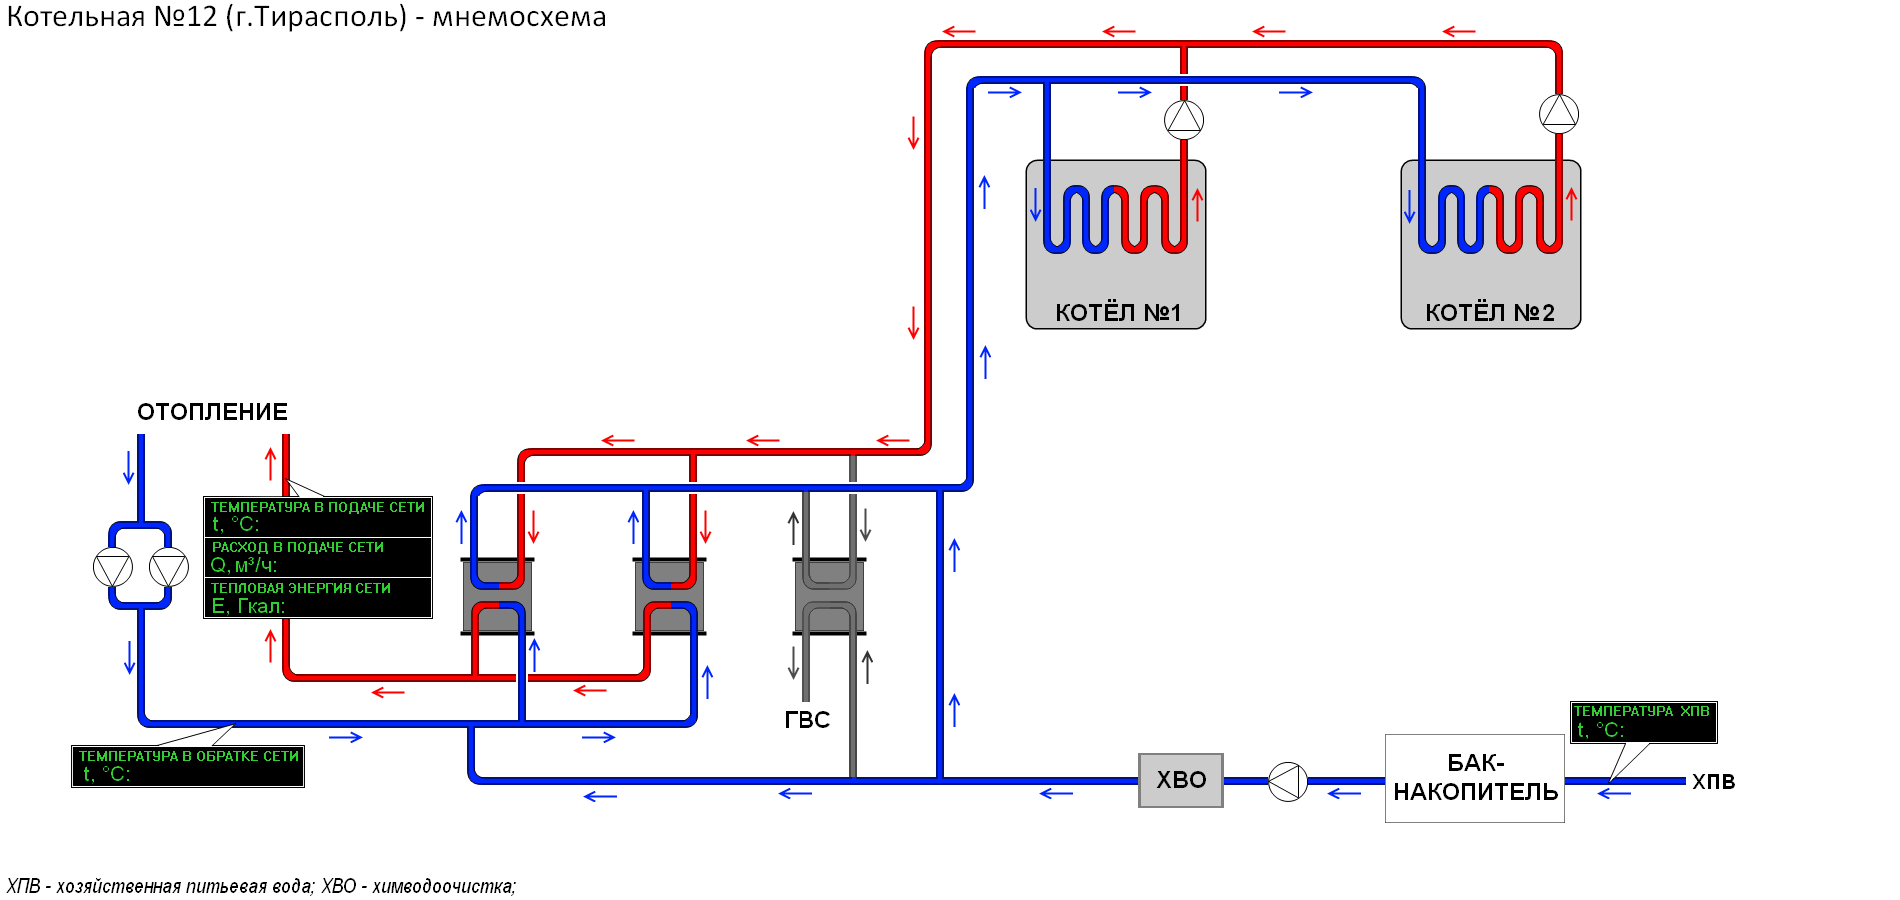 Котельная №12 (г.Тирасполь) - мнемосхема
КОТЁЛ №1
КОТЁЛ №2
ОТОПЛЕНИЕ
ТЕМПЕРАТУРА В ПОДАЧЕ СЕТИ
t, °C:
РАСХОД В ПОДАЧЕ СЕТИ
Q, м³/ч:
ТЕПЛОВАЯ ЭНЕРГИЯ СЕТИ
E, Гкал:
ГВС
ТЕМПЕРАТУРА В ОБРАТКЕ СЕТИ
t, °C:
ТЕМПЕРАТУРА ХПВ
t, °C:
ХВО
БАК-
НАКОПИТЕЛЬ
ХПВ
ХПВ - хозяйственная питьевая вода; ХВО - химводоочистка;